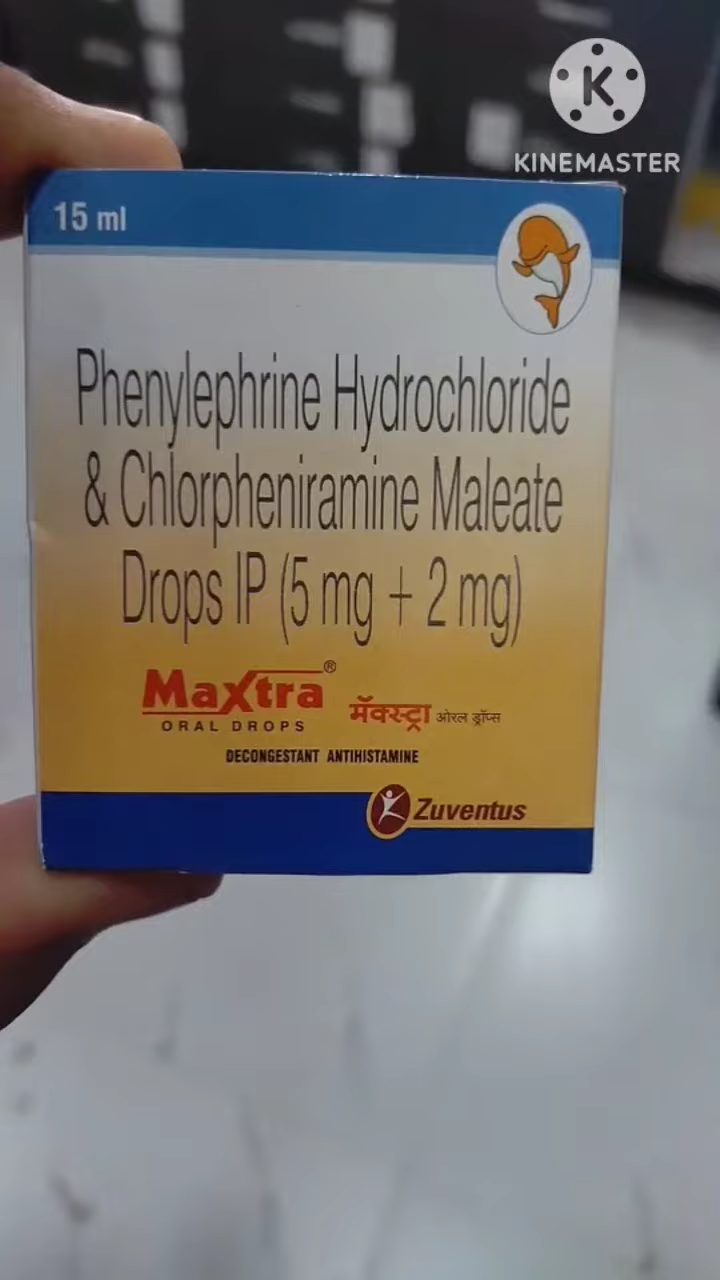 K
KINEMASTER
15 ml
Phenylephrine Hydrochloride
& Chlorpheniramine Maleate
Drops IP (5 mg + 2 mg)
Maxtra® मॅक्स्ट्रा ओरल ड्रॉप्स
ORAL DROPS
DECONGESTANT ANTIHISTAMINE
Zuventus